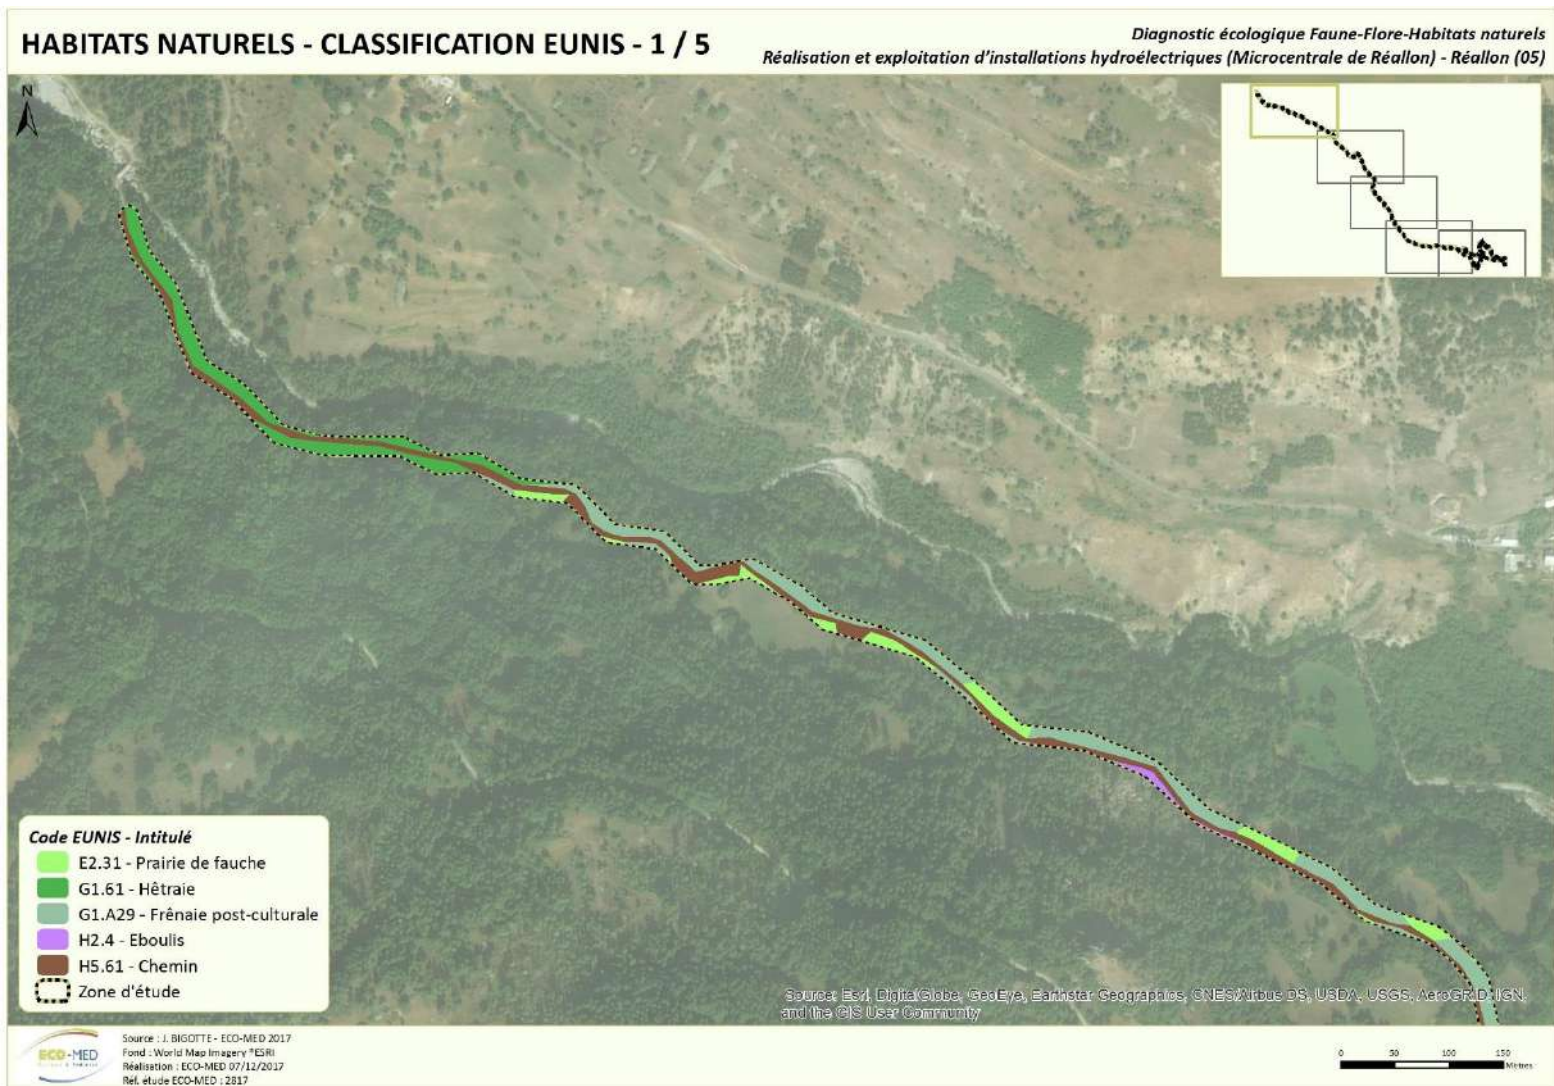 HABITATS NATURELS - CLASSIFICATION EUNIS - 1 / 5
Diagnostic écologique Faune-Flore-Habitats naturels
Réalisation et exploitation d'installations hydroélectriques (Microcentrale de Réallon) - Réallon (05)
N
Code EUNIS - Intitulé
E2.31 - Prairie de fauche
G1.61 - Hêtraie
G1.A29 - Frênaie post-culturale
H2.4 - Eboulis
H5.61 - Chemin
Zone d'étude
Source: Esri, DigitalGlobe, GeoEye, Earthstar Geographics, CNES/Airbus DS, USDA, USGS, AeroGRID, IGN,
and the GIS User Community
ECO-MED
Source : J. BIGOTTE - ECO-MED 2017
Fond : World Map Imagery ®ESRI
Réalisation : ECO-MED 07/12/2017
Réf. étude ECO-MED : 2817
0 50 100 150
Mètres